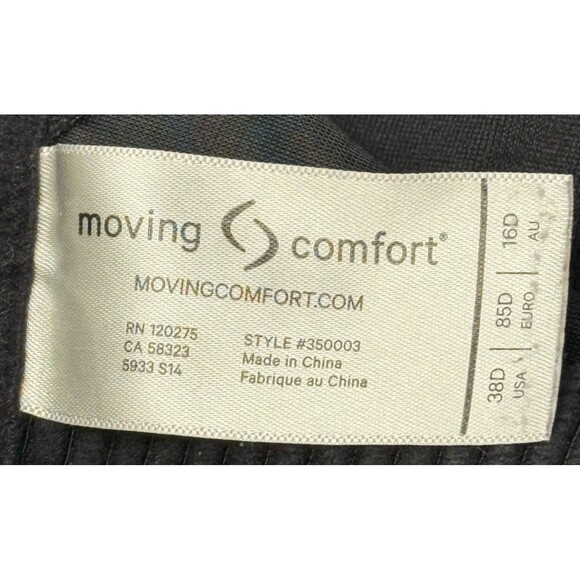 moving comfort®
MOVINGCOMFORT.COM
RN 120275
CA 58323
5933 S14
STYLE #350003
Made in China
Fabrique au China
38D | 85D | 16D
USA | EURO | AU